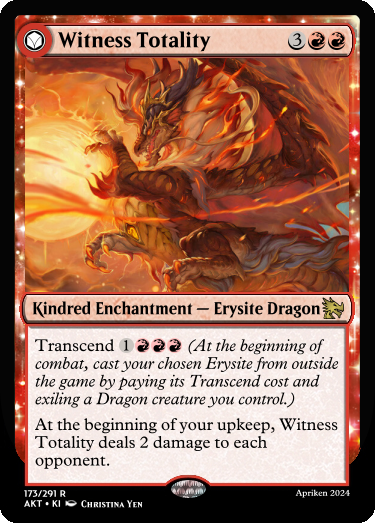 Witness Totality 3
Kindred Enchantment — Erysite Dragon
Transcend 1 (At the beginning of
combat, cast your chosen Erysite from outside
the game by paying its Transcend cost and
exiling a Dragon creature you control.)
At the beginning of your upkeep, Witness
Totality deals 2 damage to each
opponent.
173/291 R
Apriken 2024
AKT • KI Christina Yen